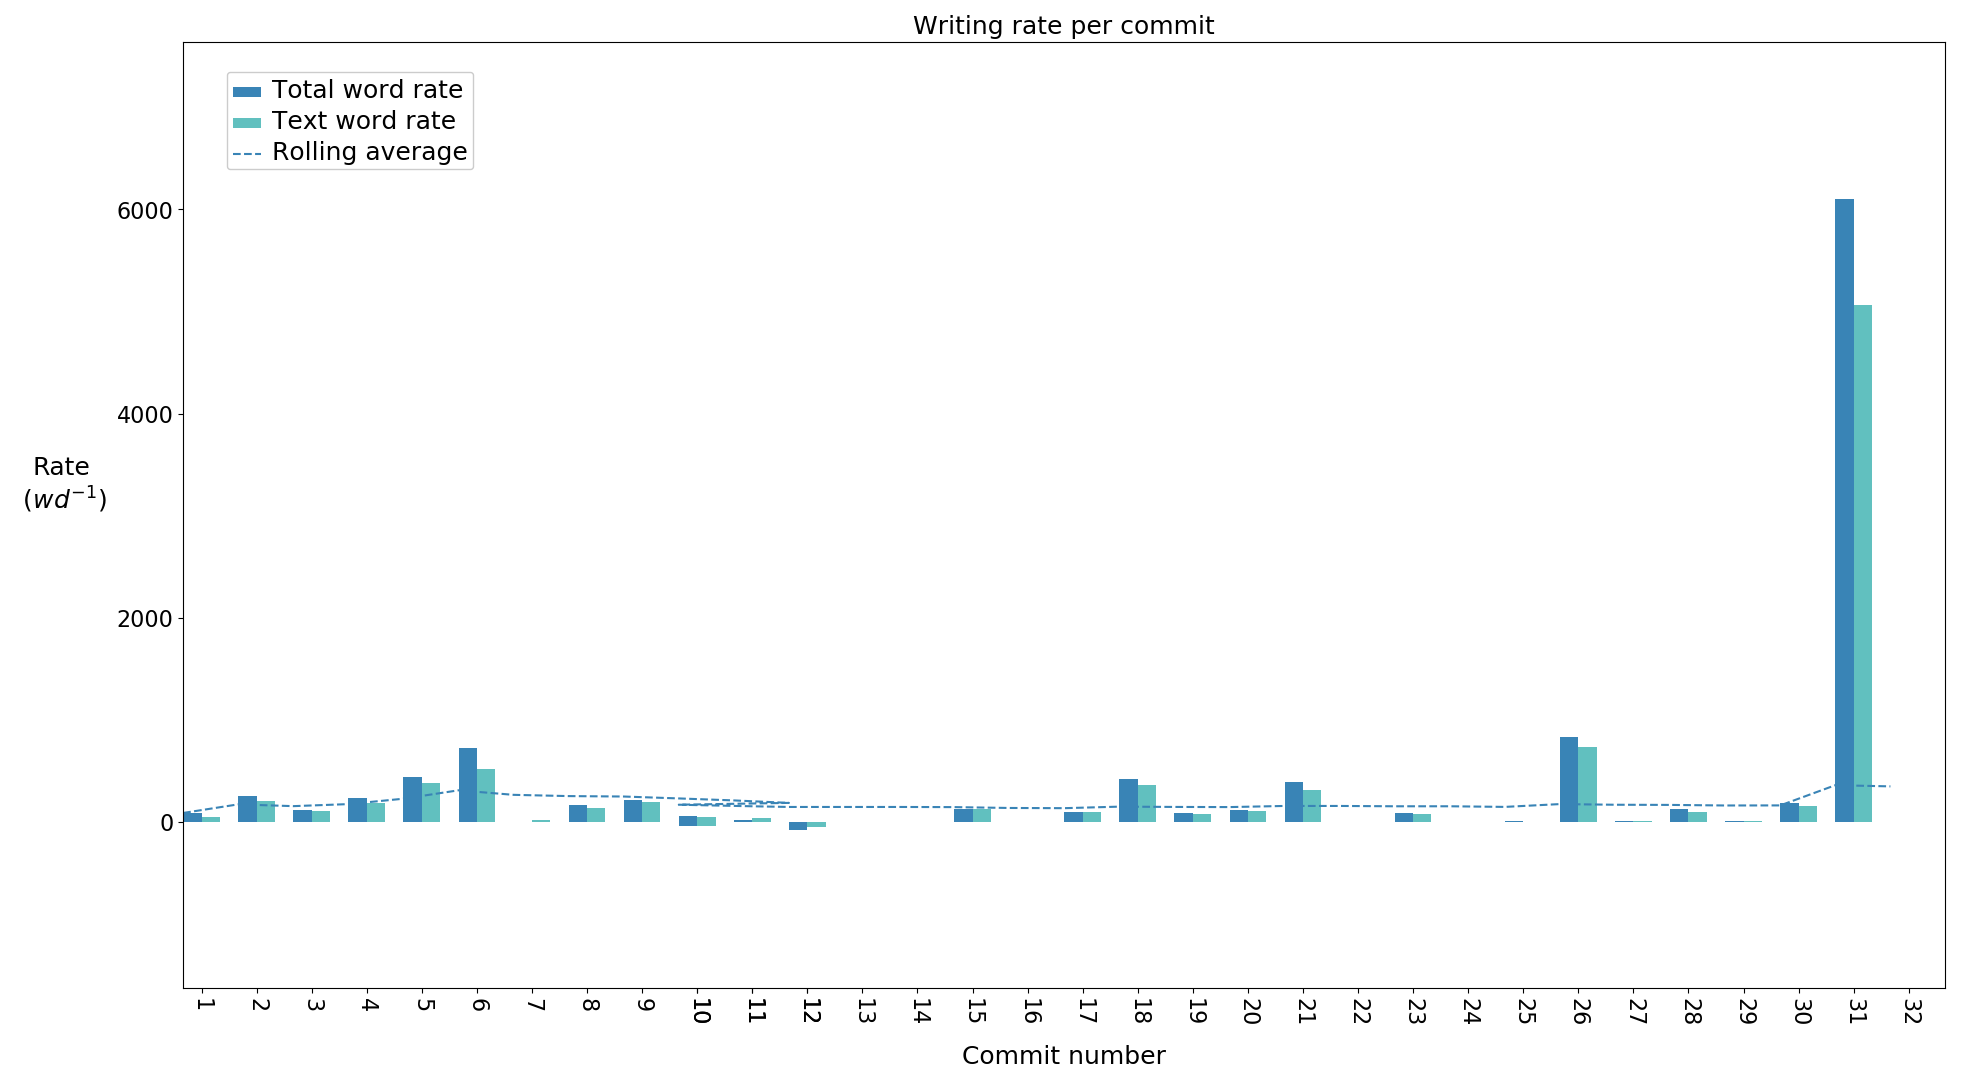 Writing rate per commit
Total word rate
Text word rate
Rolling average
6000
4000
2000
0
Rate
(wd⁻¹)
1 2 3 4 5 6 7 8 9 10 11 12 13 14 15 16 17 18 19 20 21 22 23 24 25 26 27 28 29 30 31 32
Commit number